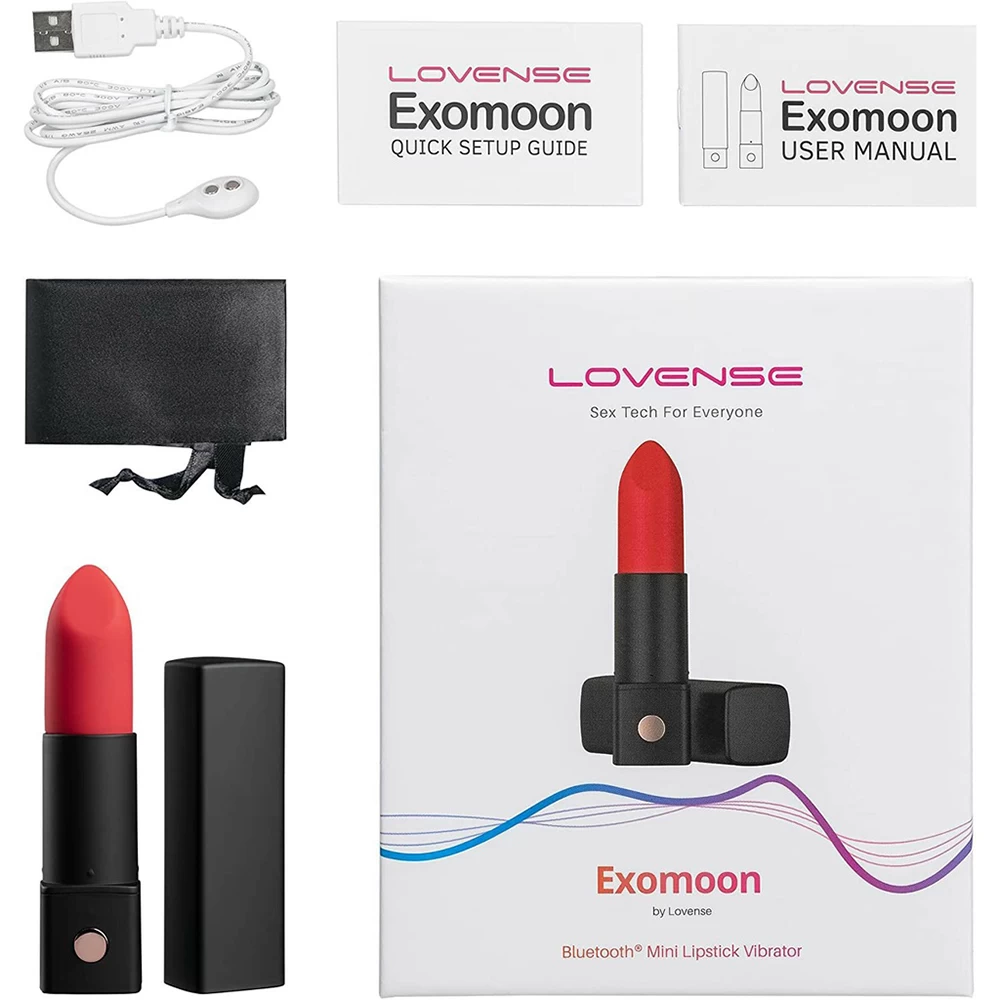 LOVENSE
Exomoon
QUICK SETUP GUIDE
LOVENSE
Exomoon
USER MANUAL
LOVENSE
Sex Tech For Everyone
Exomoon
by Lovense
Bluetooth® Mini Lipstick Vibrator